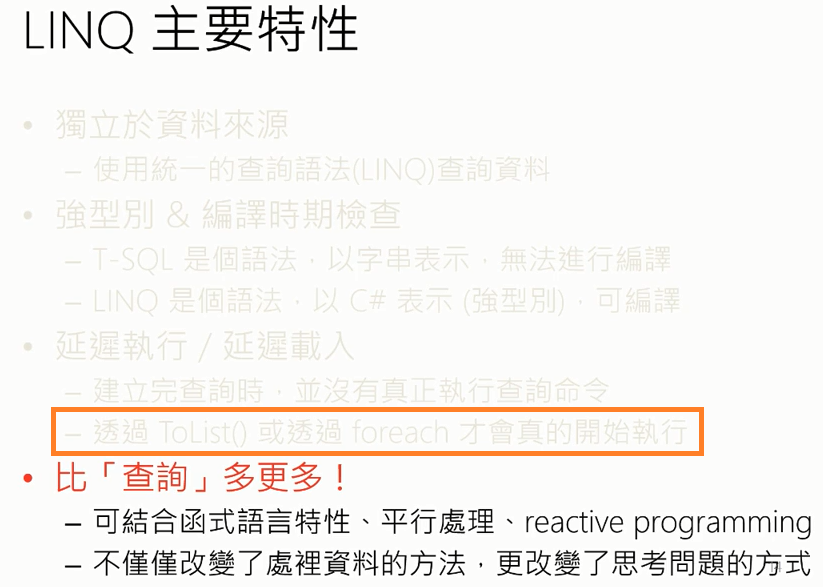 LINQ 主要特性
• 獨立於資料來源
– 使用統一的查詢語法(LINQ)查詢資料
• 強型別 & 編譯時期檢查
– T-SQL 是個語法，以字串表示，無法進行編譯
– LINQ 是個語法，以 C# 表示 (強型別)，可編譯
• 延遲執行 / 延遲載入
– 建立完查詢時，並沒有真正執行查詢命令
– 透過 ToList() 或透過 foreach 才會真的開始執行
• 比「查詢」多更多！
– 可結合函式語言特性、平行處理、reactive programming
– 不僅僅改變了處裡資料的方法，更改變了思考問題的方式
14